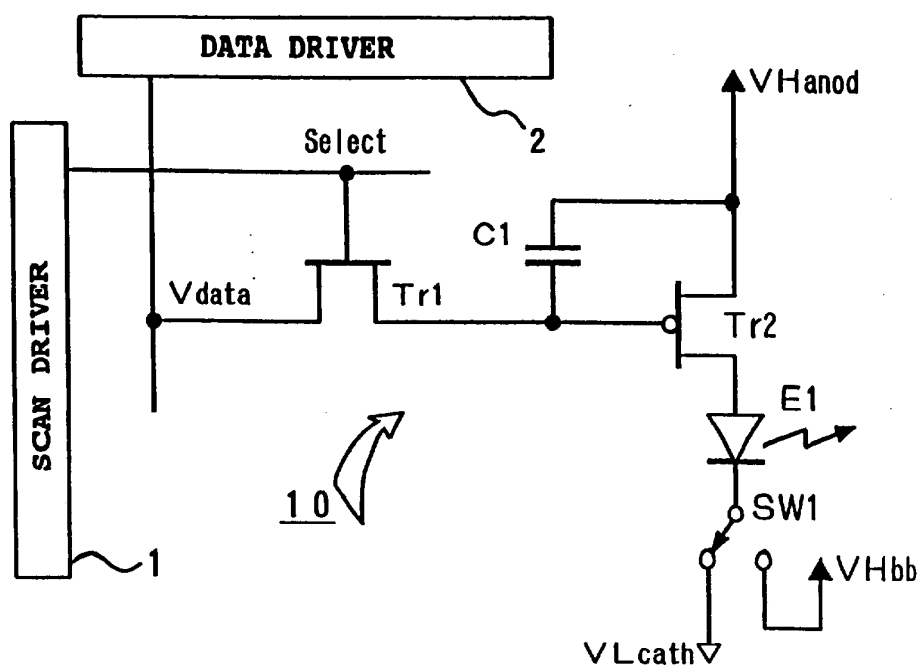 DATA DRIVER
2
VHanod
Select
C1
Vdata
Tr1
Tr2
SCAN DRIVER
E1
10
SW1
1
VHbb
VLcath